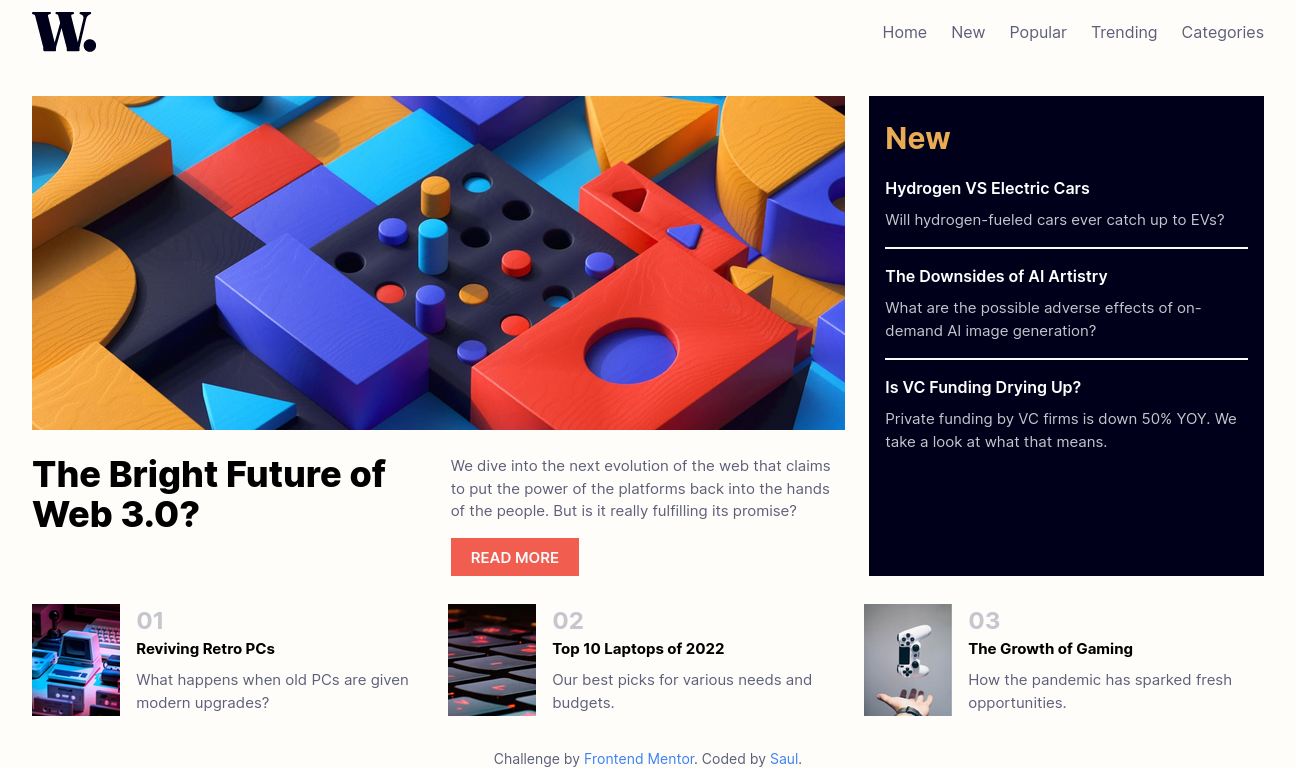 W.
Home New Popular Trending Categories
New
Hydrogen VS Electric Cars
Will hydrogen-fueled cars ever catch up to EVs?
The Downsides of AI Artistry
What are the possible adverse effects of on-
demand AI image generation?
Is VC Funding Drying Up?
Private funding by VC firms is down 50% YOY. We
take a look at what that means.
The Bright Future of
Web 3.0?
We dive into the next evolution of the web that claims
to put the power of the platforms back into the hands
of the people. But is it really fulfilling its promise?
READ MORE
01
Reviving Retro PCs
What happens when old PCs are given
modern upgrades?
02
Top 10 Laptops of 2022
Our best picks for various needs and
budgets.
03
The Growth of Gaming
How the pandemic has sparked fresh
opportunities.
Challenge by Frontend Mentor. Coded by Saul.